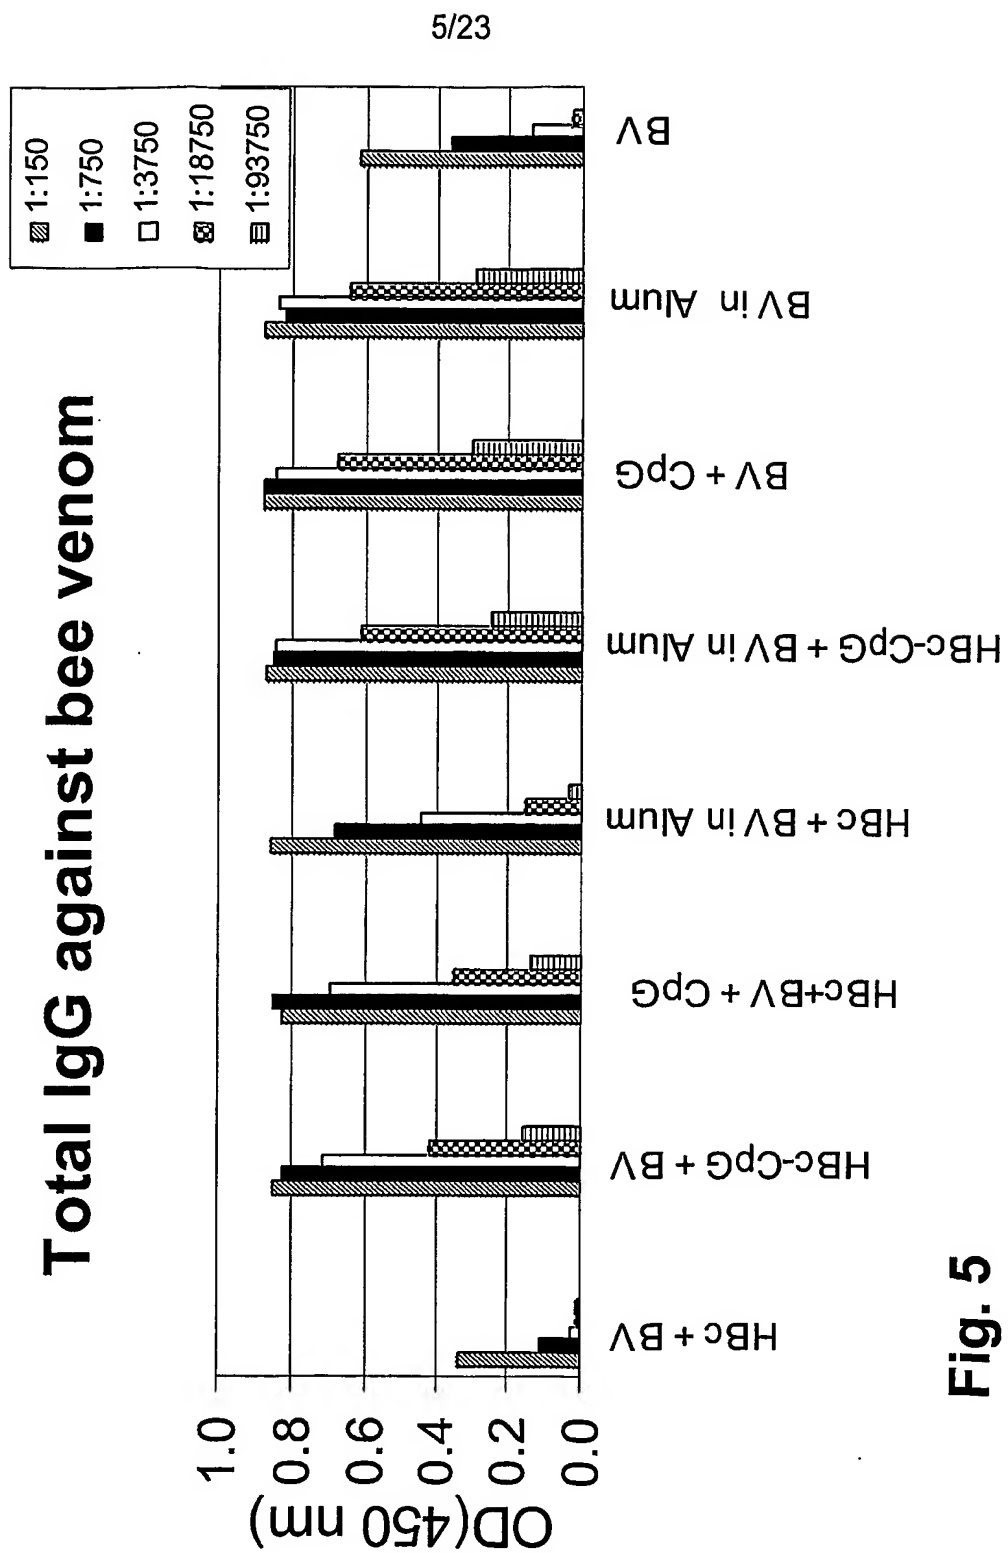 5/23
Total IgG against bee venom
1:150
1:750
1:3750
1:18750
1:93750
OD(450 nm)
1.0
0.8
0.6
0.4
0.2
0.0
HBc + BV
HBc-CpG + BV
HBc+BV + CpG
HBc + BV in Alum
HBc-CpG + BV in Alum
BV + CpG
BV in Alum
BV
Fig. 5